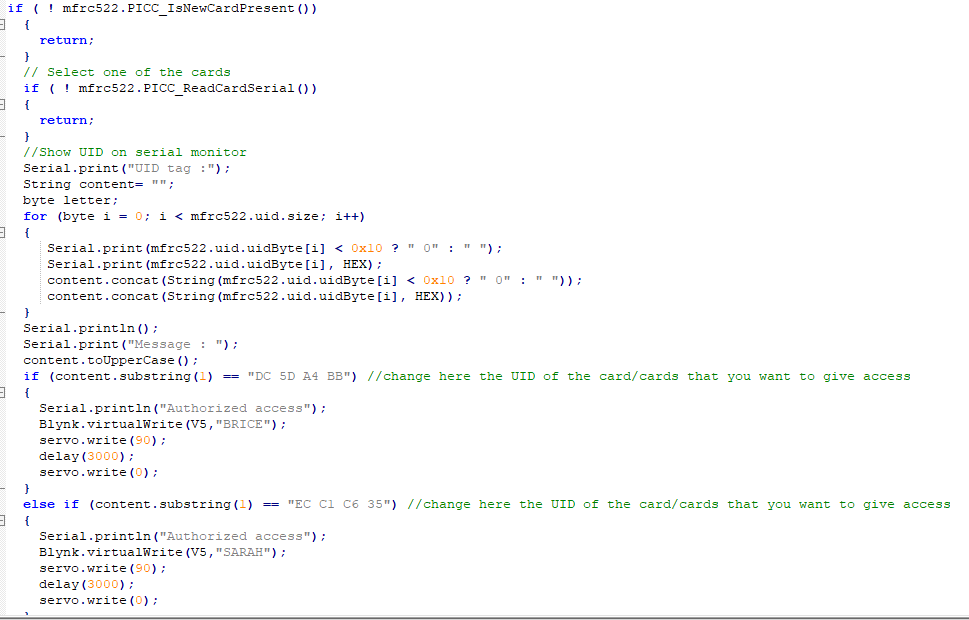 if ( ! mfrc522.PICC_IsNewCardPresent())
{
return;
}
// Select one of the cards
if ( ! mfrc522.PICC_ReadCardSerial())
{
return;
}
//Show UID on serial monitor
Serial.print("UID tag :");
String content= "";
byte letter;
for (byte i = 0; i < mfrc522.uid.size; i++)
{
Serial.print(mfrc522.uid.uidByte[i] < 0x10 ? " 0" : " ");
Serial.print(mfrc522.uid.uidByte[i], HEX);
content.concat(String(mfrc522.uid.uidByte[i] < 0x10 ? " 0" : " "));
content.concat(String(mfrc522.uid.uidByte[i], HEX));
}
Serial.println();
Serial.print("Message : ");
content.toUpperCase();
if (content.substring(1) == "DC 5D A4 BB") //change here the UID of the card/cards that you want to give access
{
Serial.println("Authorized access");
Blynk.virtualWrite(V5,"BRICE");
servo.write(90);
delay(3000);
servo.write(0);
}
else if (content.substring(1) == "EC C1 C6 35") //change here the UID of the card/cards that you want to give access
{
Serial.println("Authorized access");
Blynk.virtualWrite(V5,"SARAH");
servo.write(90);
delay(3000);
servo.write(0);